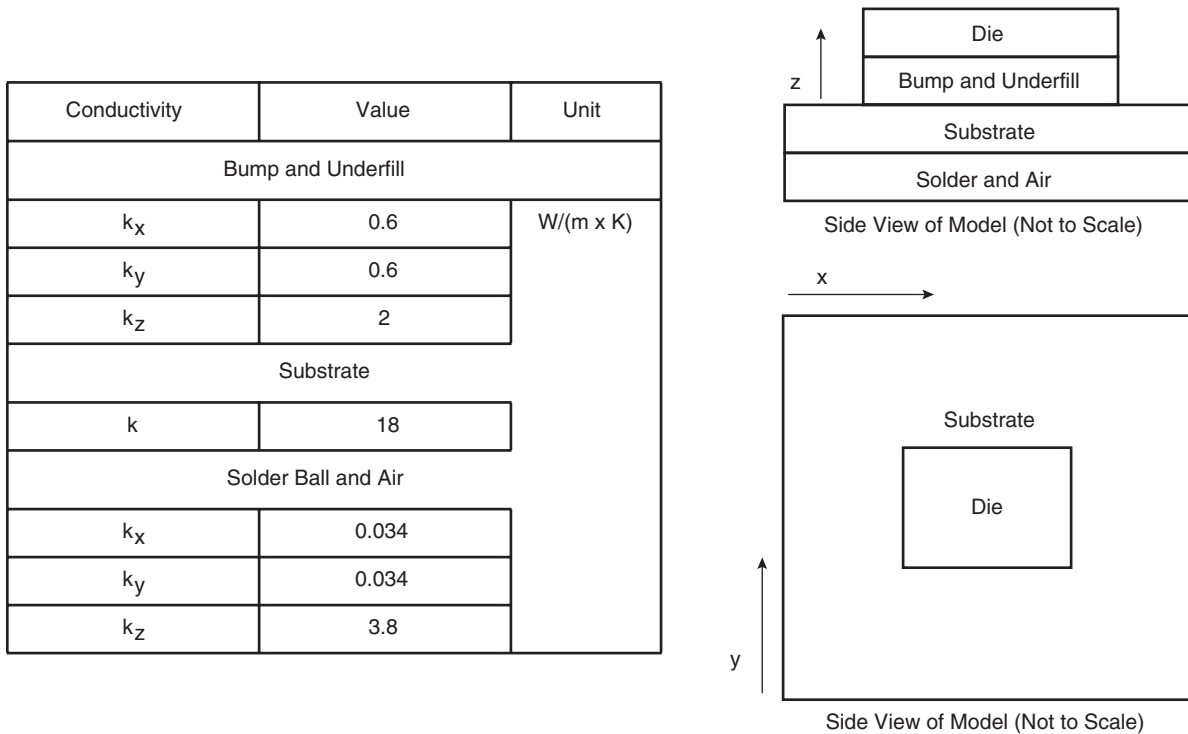 Conductivity Value Unit
Bump and Underfill
kx 0.6 W/(m x K)
ky 0.6
kz 2
Substrate
k 18
Solder Ball and Air
kx 0.034
ky 0.034
kz 3.8
Die
z Bump and Underfill
Substrate
Solder and Air
Side View of Model (Not to Scale)
x
Substrate
Die
y
Side View of Model (Not to Scale)